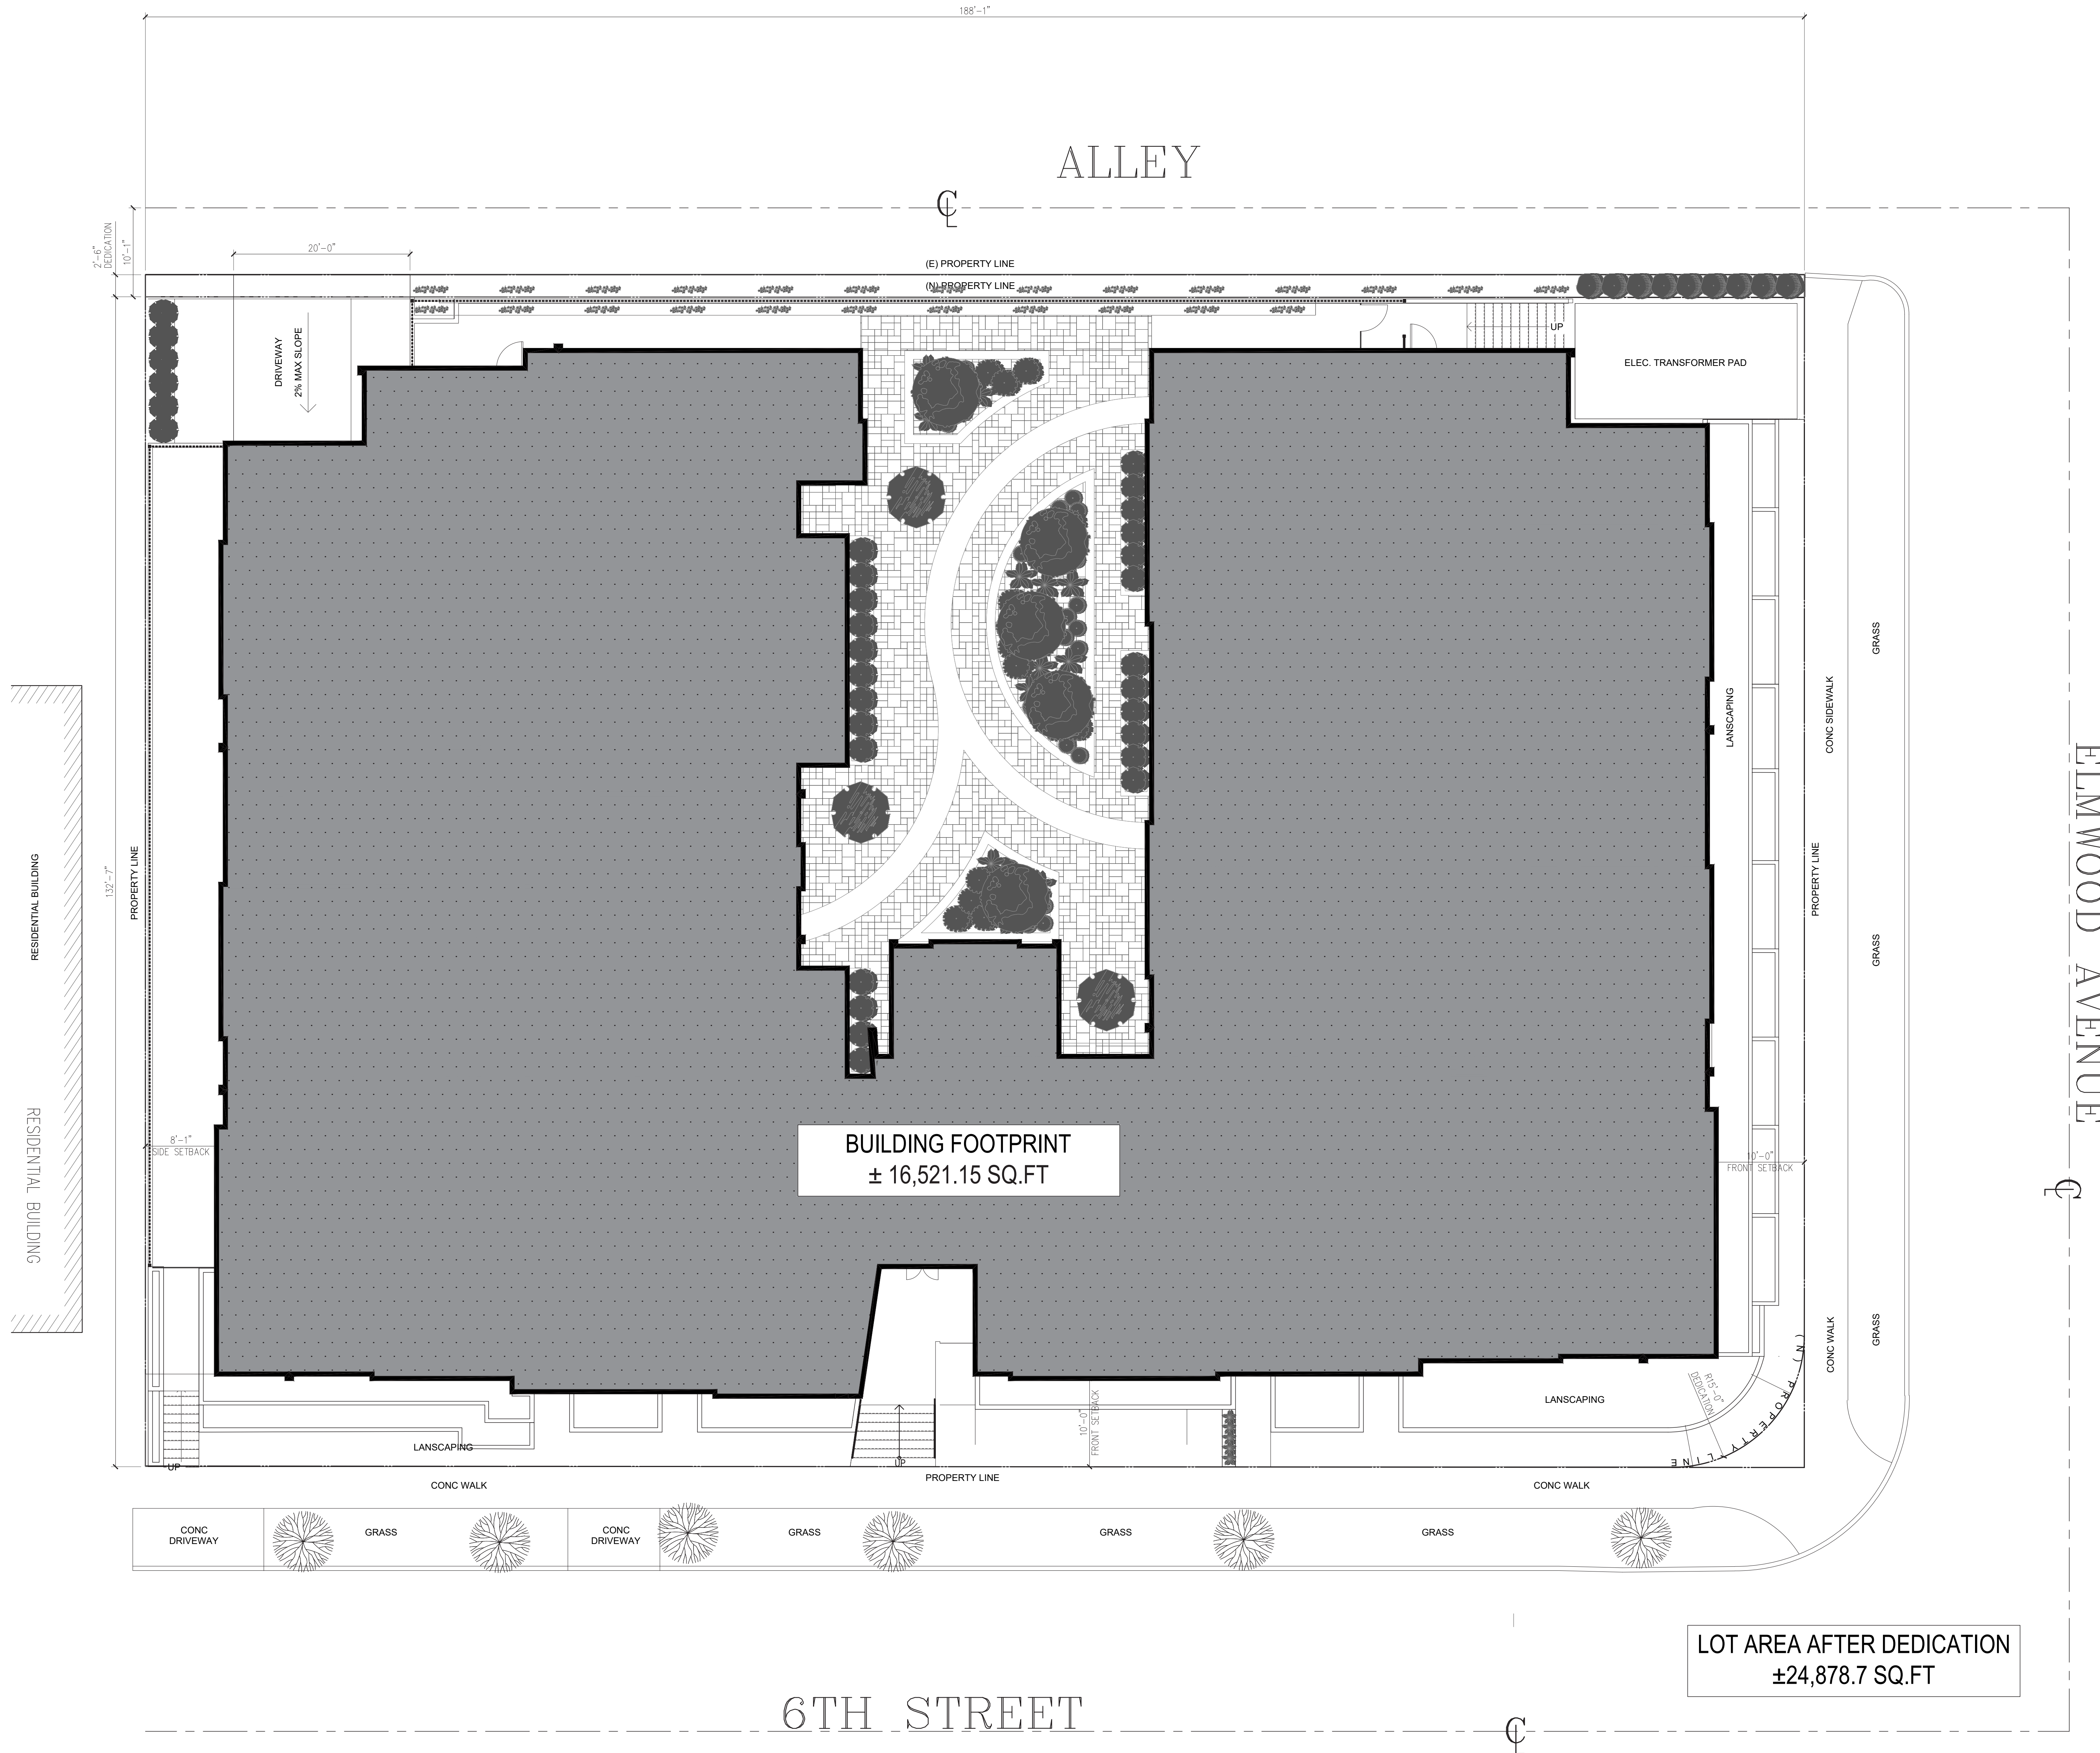 188'-1"
ALLEY
℄
2'-6"
DEDICATION
10'-1"
20'-0"
(E) PROPERTY LINE
(N) PROPERTY LINE
DRIVEWAY
2% MAX SLOPE
UP
ELEC. TRANSFORMER PAD
GRASS
LANSCAPING
CONC SIDEWALK
ELMWOOD AVENUE
RESIDENTIAL BUILDING
132'-7"
PROPERTY LINE
PROPERTY LINE
GRASS
RESIDENTIAL BUILDING
8'-1"
SIDE SETBACK
BUILDING FOOTPRINT
± 16,521.15 SQ.FT
10'-0"
FRONT SETBACK
℄
CONC WALK
GRASS
(N) PROPERTY LINE
R15'-0"
DEDICATION
LANSCAPING
10'-0"
FRONT SETBACK
LANSCAPING
UP
UP
PROPERTY LINE
CONC WALK
CONC WALK
CONC
DRIVEWAY
GRASS
CONC
DRIVEWAY
GRASS
GRASS
GRASS
LOT AREA AFTER DEDICATION
±24,878.7 SQ.FT
6TH STREET
℄